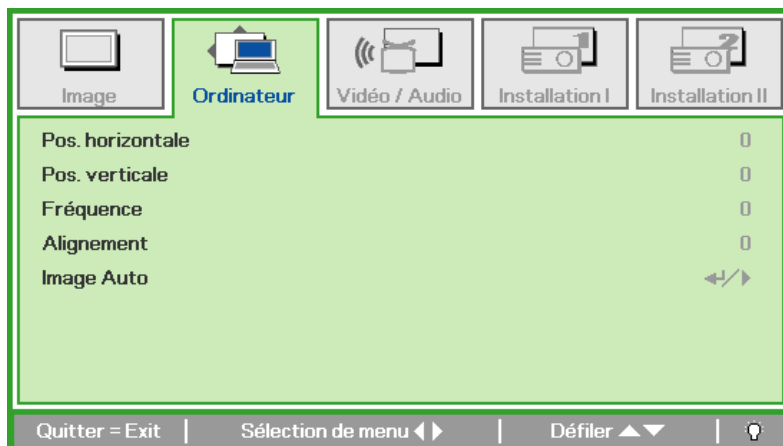 Image
Ordinateur
Vidéo / Audio
Installation I
Installation II
Pos. horizontale 0
Pos. verticale 0
Fréquence 0
Alignement 0
Image Auto ↵/▶
Quitter = Exit | Sélection de menu ◀▶ | Défiler ▲▼ |